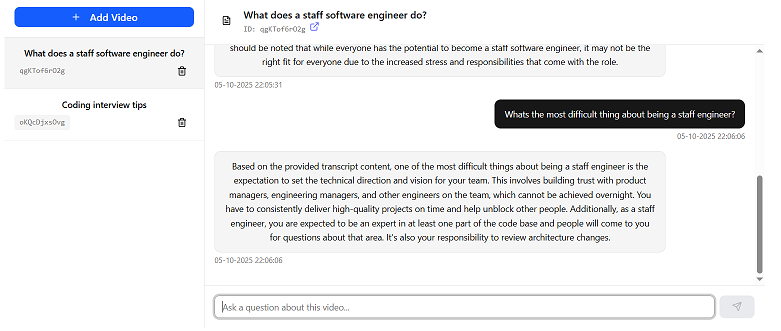 + Add Video
What does a staff software engineer do?
qgKTof6rO2g
Coding interview tips
oKQcDjxsOvg
What does a staff software engineer do?
ID: qgKTof6rO2g
should be noted that while everyone has the potential to become a staff software engineer, it may not be the
right fit for everyone due to the increased stress and responsibilities that come with the role.
05-10-2025 22:05:31
Whats the most difficult thing about being a staff engineer?
05-10-2025 22:06:06
Based on the provided transcript content, one of the most difficult things about being a staff engineer is the
expectation to set the technical direction and vision for your team. This involves building trust with product
managers, engineering managers, and other engineers on the team, which cannot be achieved overnight. You
have to consistently deliver high-quality projects on time and help unblock other people. Additionally, as a staff
engineer, you are expected to be an expert in at least one part of the code base and people will come to you
for questions about that area. It's also your responsibility to review architecture changes.
05-10-2025 22:06:06
Ask a question about this video...